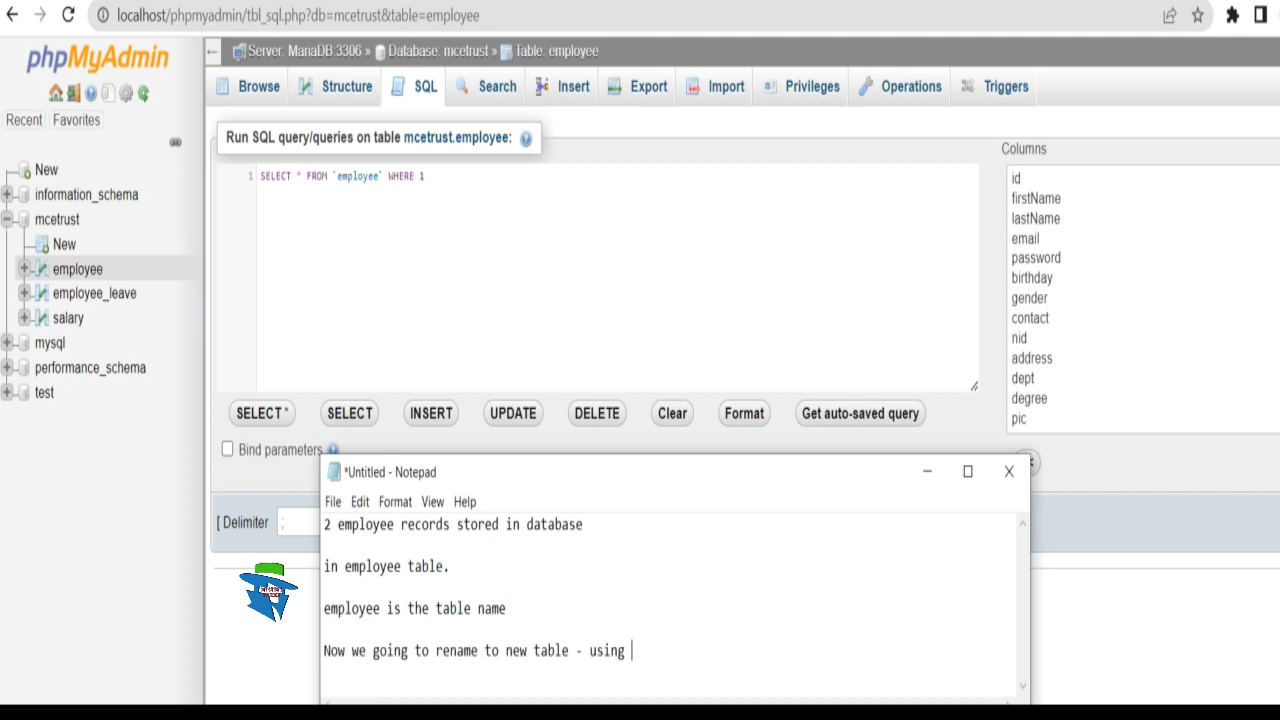 localhost/phpmyadmin/tbl_sql.php?db=mcetrust&table=employee
phpMyAdmin
Recent Favorites
New
information_schema
mcetrust
New
employee
employee_leave
salary
mysql
performance_schema
test
Server: MariaDB:3306 » Database: mcetrust » Table: employee
Browse Structure SQL Search Insert Export Import Privileges Operations Triggers
Run SQL query/queries on table mcetrust.employee:
1 SELECT * FROM `employee` WHERE 1
Columns
id
firstName
lastName
email
password
birthday
gender
contact
nid
address
dept
degree
pic
SELECT * SELECT INSERT UPDATE DELETE Clear Format Get auto-saved query
Bind parameters
[ Delimiter ;
*Untitled - Notepad
File Edit Format View Help
2 employee records stored in database
in employee table.
employee is the table name
Now we going to rename to new table - using